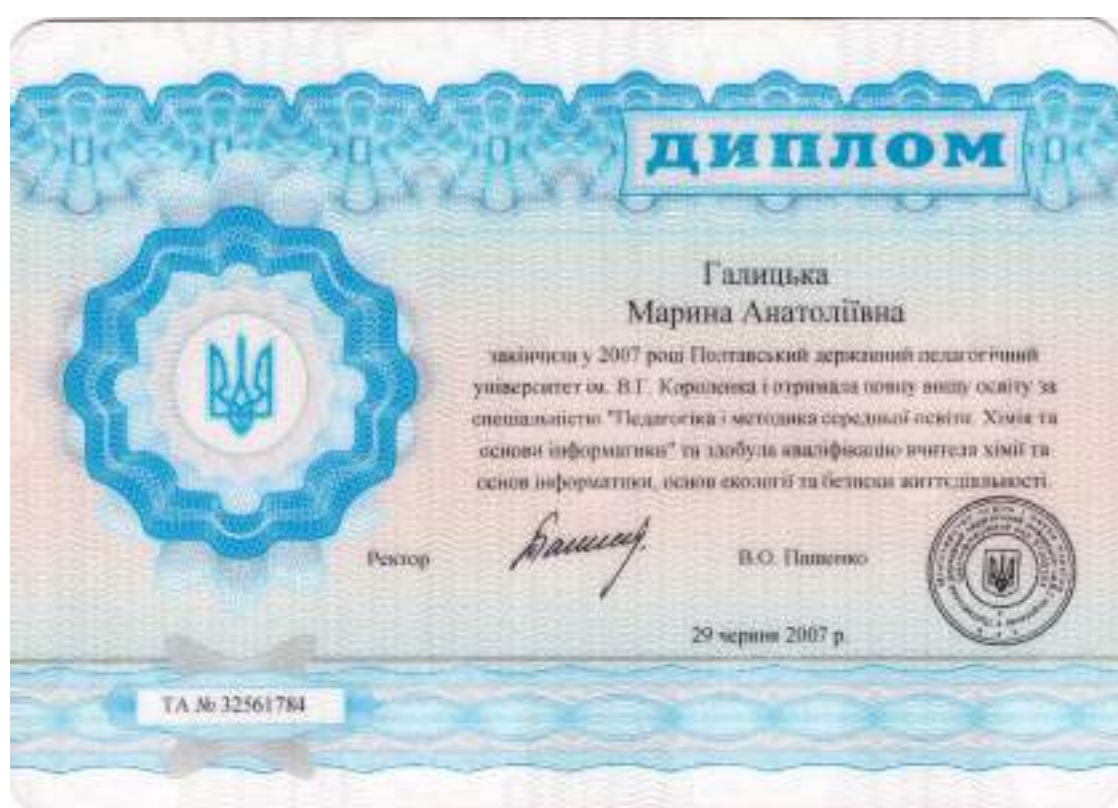 ДИПЛОМ
Галицька
Марина Анатоліївна
закінчила у 2007 році Полтавський державний педагогічний
університет ім. В.Г. Короленка і отримала повну вищу освіту за
спеціальністю "Педагогіка і методика середньої освіти. Хімія та
основи інформатики" та здобула кваліфікацію вчителя хімії та
основ інформатики, основ екології та безпеки життєдіяльності.
Ректор
В.О. Пащенко
29 червня 2007 р.
ТА № 32561784